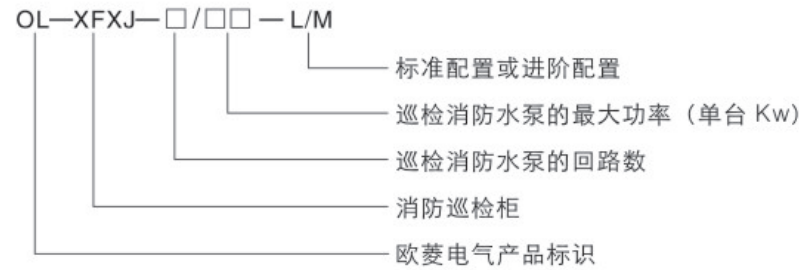 OL—XFXJ—□/□□—L/M
标准配置或进阶配置
巡检消防水泵的最大功率（单台 Kw)
巡检消防水泵的回路数
消防巡检柜
欧菱电气产品标识